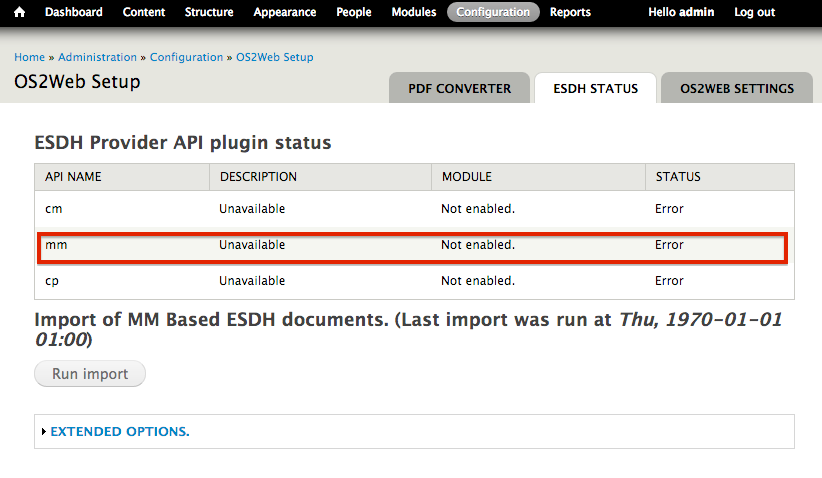 Dashboard Content Structure Appearance People Modules Configuration Reports Hello admin Log out
Home » Administration » Configuration » OS2Web Setup
OS2Web Setup
PDF CONVERTER ESDH STATUS OS2WEB SETTINGS
ESDH Provider API plugin status
API NAME DESCRIPTION MODULE STATUS
cm Unavailable Not enabled. Error
mm Unavailable Not enabled. Error
cp Unavailable Not enabled. Error
Import of MM Based ESDH documents. (Last import was run at Thu, 1970-01-01
01:00)
Run import
EXTENDED OPTIONS.